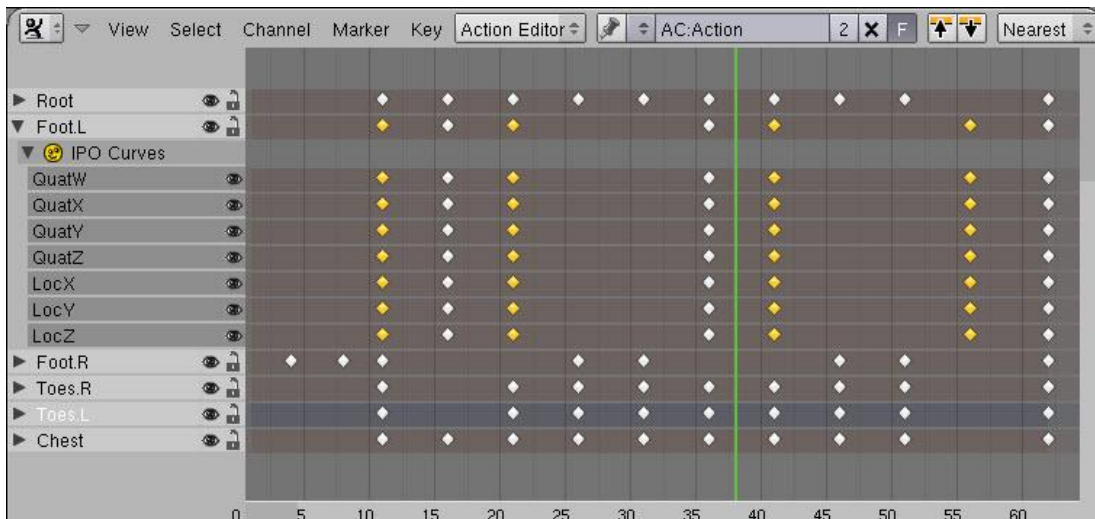 View Select Channel Marker Key Action Editor AC:Action 2 F Nearest
Root
Foot.L
IPO Curves
QuatW
QuatX
QuatY
QuatZ
LocX
LocY
LocZ
Foot.R
Toes.R
Toes.L
Chest
0 5 10 15 20 25 30 35 40 45 50 55 60